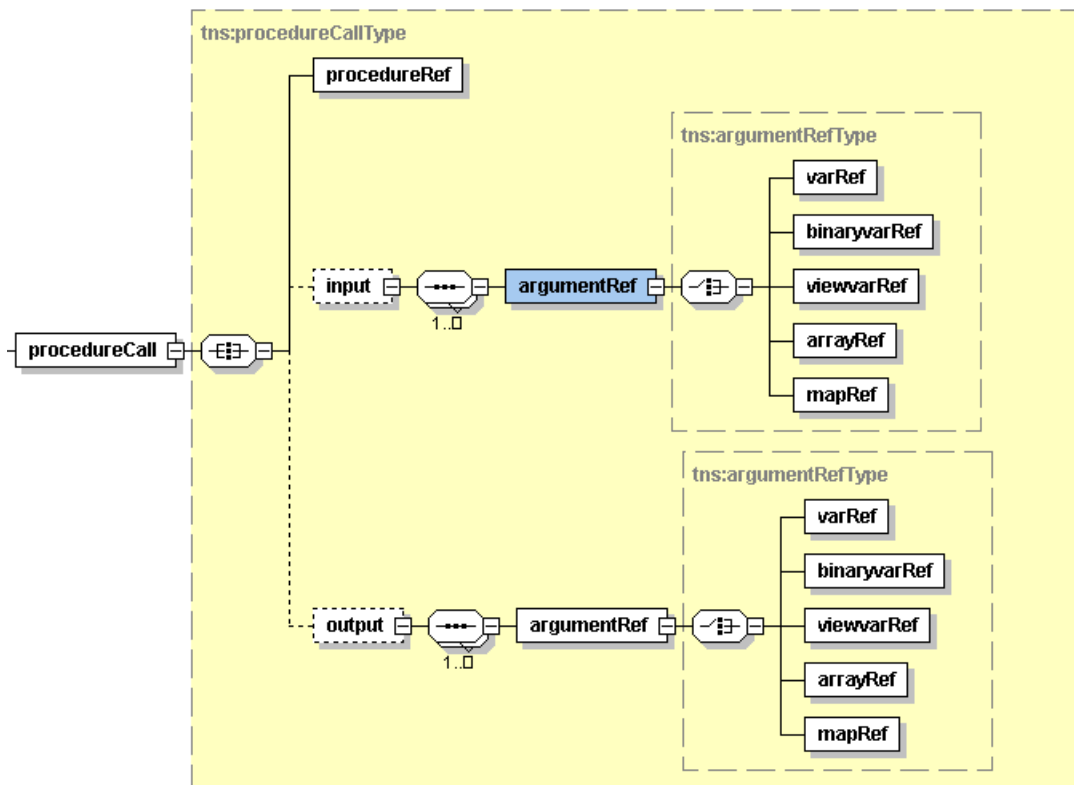 tns:procedureCallType
procedureRef
tns:argumentRefType
varRef
binaryvarRef
input
argumentRef
viewvarRef
1..
arrayRef
procedureCall
mapRef
tns:argumentRefType
varRef
binaryvarRef
output
argumentRef
viewvarRef
1..
arrayRef
mapRef